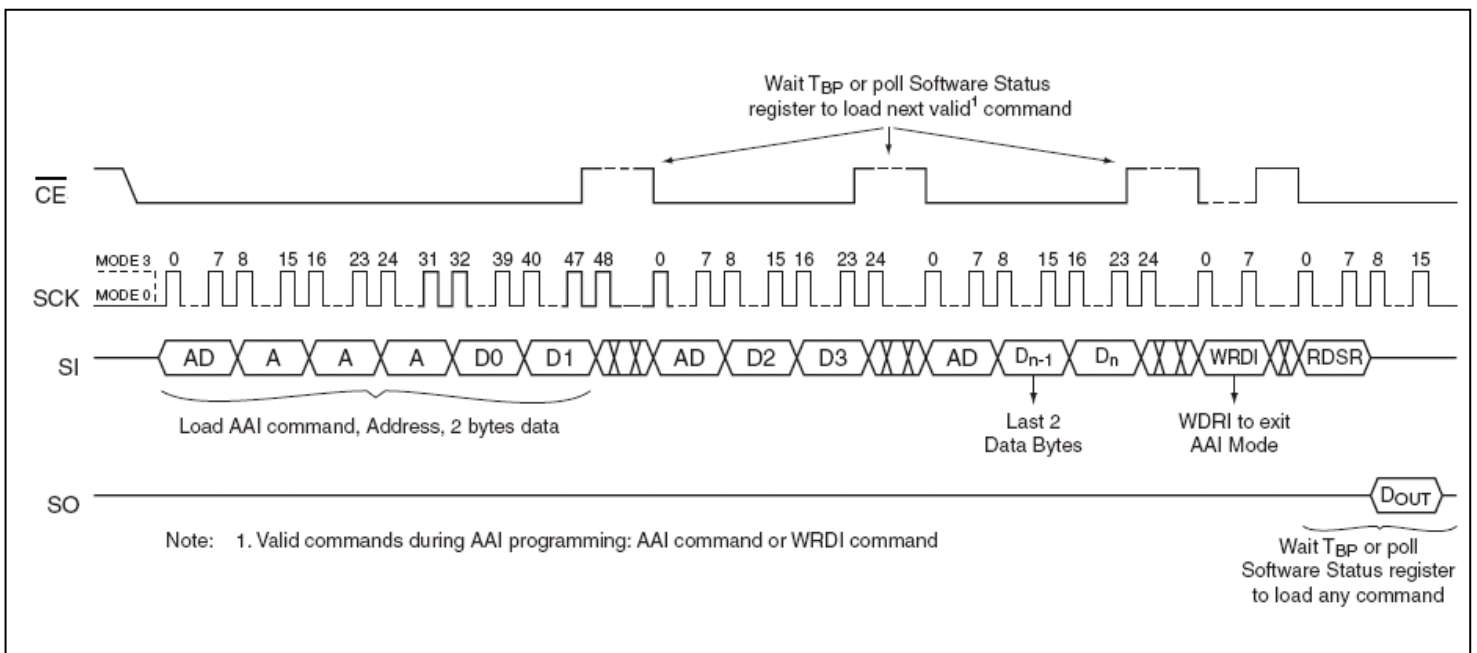 Wait TBP or poll Software Status
register to load next valid1 command
CE
MODE 3 0 7 8 15 16 23 24 31 32 39 40 47 48 0 7 8 15 16 23 24 0 7 8 15 16 23 24 0 7 0 7 8 15
SCK MODE 0
SI AD A A A D0 D1 AD D2 D3 AD Dn-1 Dn WRDI RDSR
Load AAI command, Address, 2 bytes data
Last 2
Data Bytes
WDRI to exit
AAI Mode
SO DOUT
Note: 1. Valid commands during AAI programming: AAI command or WRDI command
Wait TBP or poll
Software Status register
to load any command